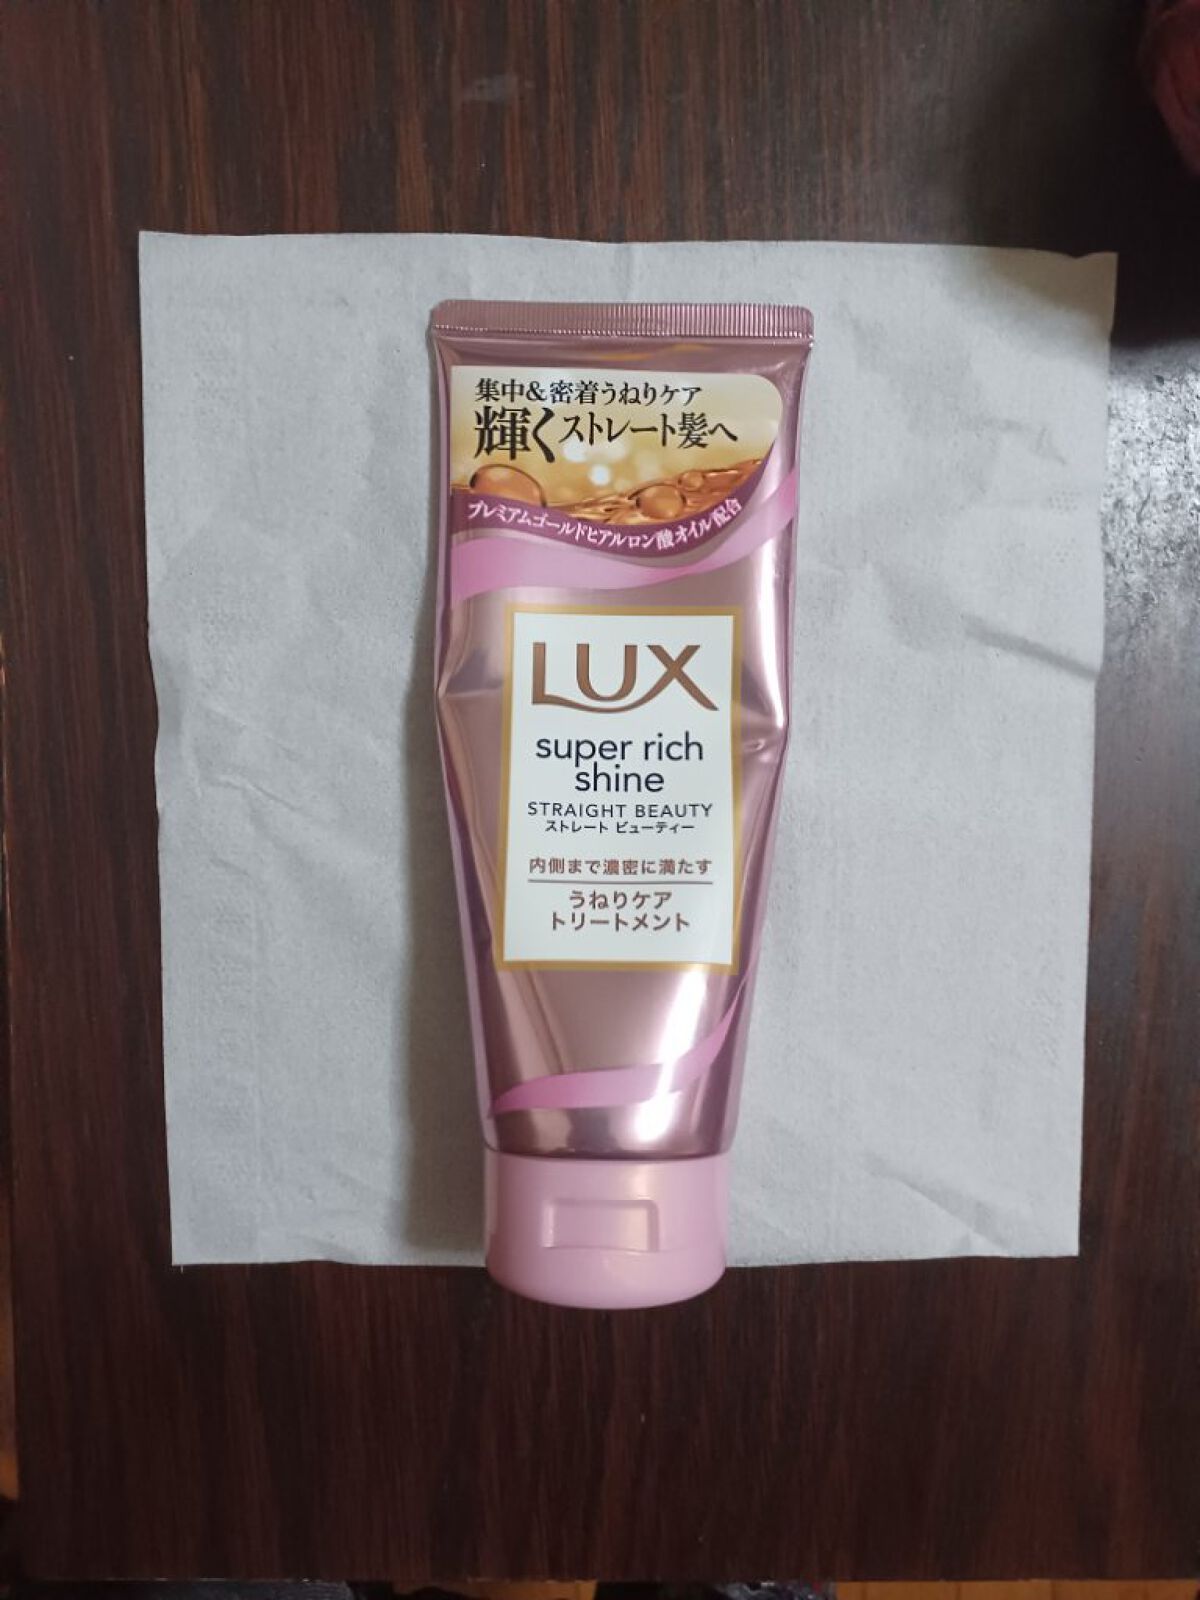 集中&密着うねりケア
輝くストレート髪へ
プレミアムゴールドヒアルロン酸オイル配合
LUX
super rich
shine
STRAIGHT BEAUTY
ストレート ビューティー
内側まで濃密に満たす
うねりケア
トリートメント